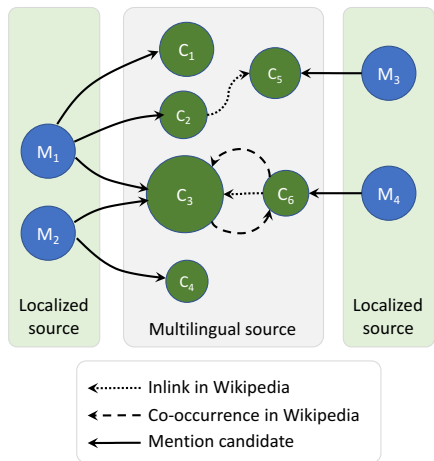 C1
C5
M3
C2
M1
C3
C6
M4
M2
C4
Localized
source
Multilingual source
Localized
source
Inlink in Wikipedia
Co-occurrence in Wikipedia
Mention candidate